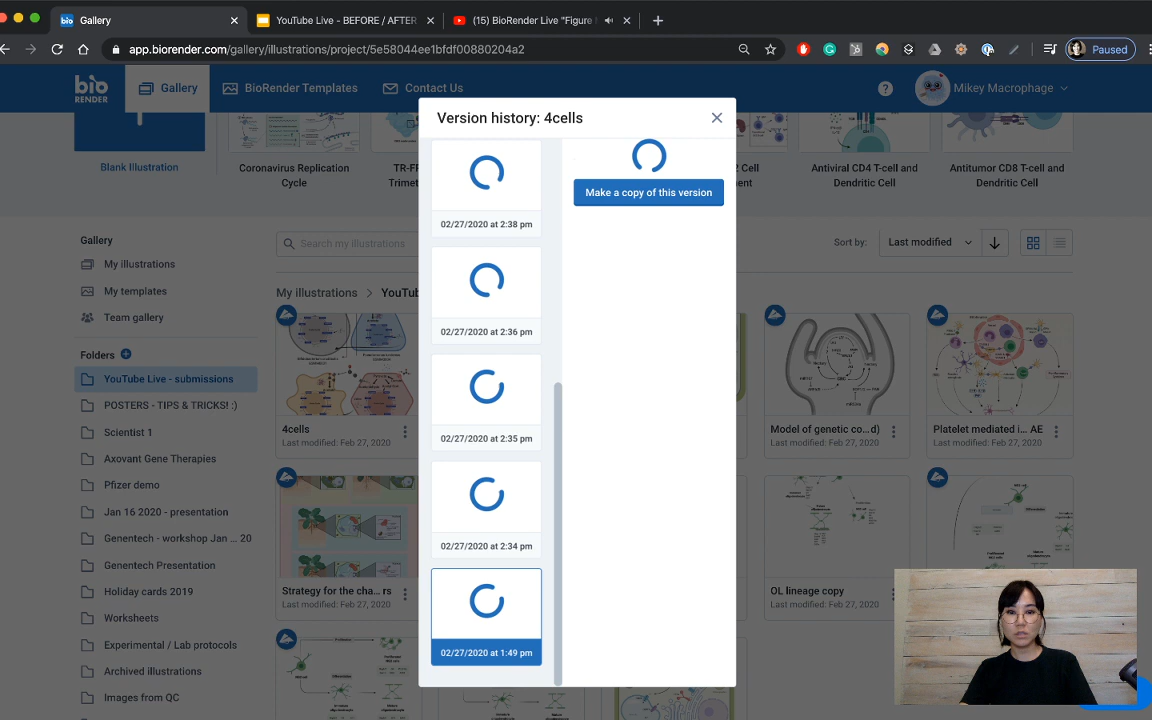 Gallery
YouTube Live - BEFORE / AFTER
(15) BioRender Live "Figure
app.biorender.com/gallery/illustrations/project/5e58044ee1bfdf00880204a2
Paused
bio
RENDER
Gallery
BioRender Templates
Contact Us
Mikey Macrophage
Blank Illustration
Coronavirus Replication
Cycle
TR-FR
Trimet
2 Cell
ment
Antiviral CD4 T-cell and
Dendritic Cell
Antitumor CD8 T-cell and
Dendritic Cell
Version history: 4cells
02/27/2020 at 2:38 pm
02/27/2020 at 2:36 pm
02/27/2020 at 2:35 pm
02/27/2020 at 2:34 pm
02/27/2020 at 1:49 pm
Make a copy of this version
Gallery
My illustrations
My templates
Team gallery
Folders
YouTube Live - submissions
POSTERS - TIPS & TRICKS! :)
Scientist 1
Axovant Gene Therapies
Pfizer demo
Jan 16 2020 - presentation
Genentech - workshop Jan ... 20
Genentech Presentation
Holiday cards 2019
Worksheets
Experimental / Lab protocols
Archived illustrations
Images from QC
Search my illustrations
Sort by:
Last modified
My illustrations > YouTu
4cells
Last modified: Feb 27, 2020
Model of genetic co...d)
Last modified: Feb 27, 2020
Platelet mediated i... AE
Last modified: Feb 27, 2020
Strategy for the cha... rs
Last modified: Feb 27, 2020
OL lineage copy
Last modified: Feb 27, 2020